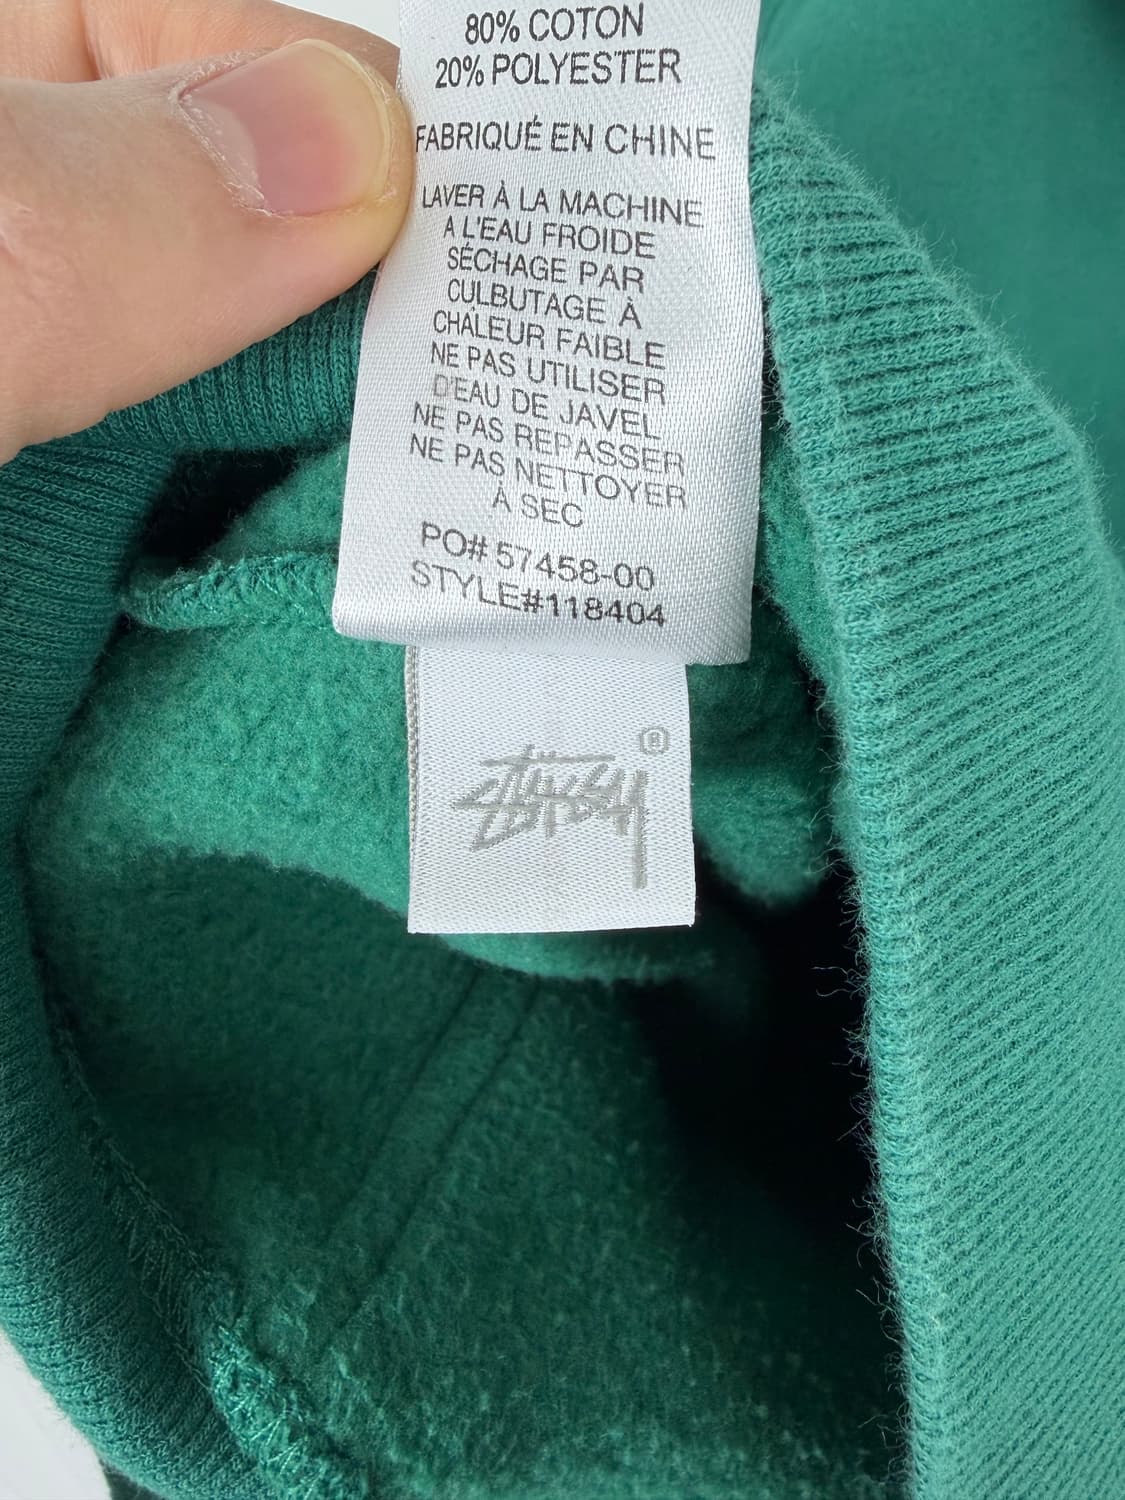 80% COTON
20% POLYESTER
FABRIQUÉ EN CHINE
LAVER À LA MACHINE
A L'EAU FROIDE
SÉCHAGE PAR
CULBUTAGE À
CHALEUR FAIBLE
NE PAS UTILISER
D'EAU DE JAVEL
NE PAS REPASSER
NE PAS NETTOYER
À SEC
PO# 57458-00
STYLE#118404
STÜSSY®